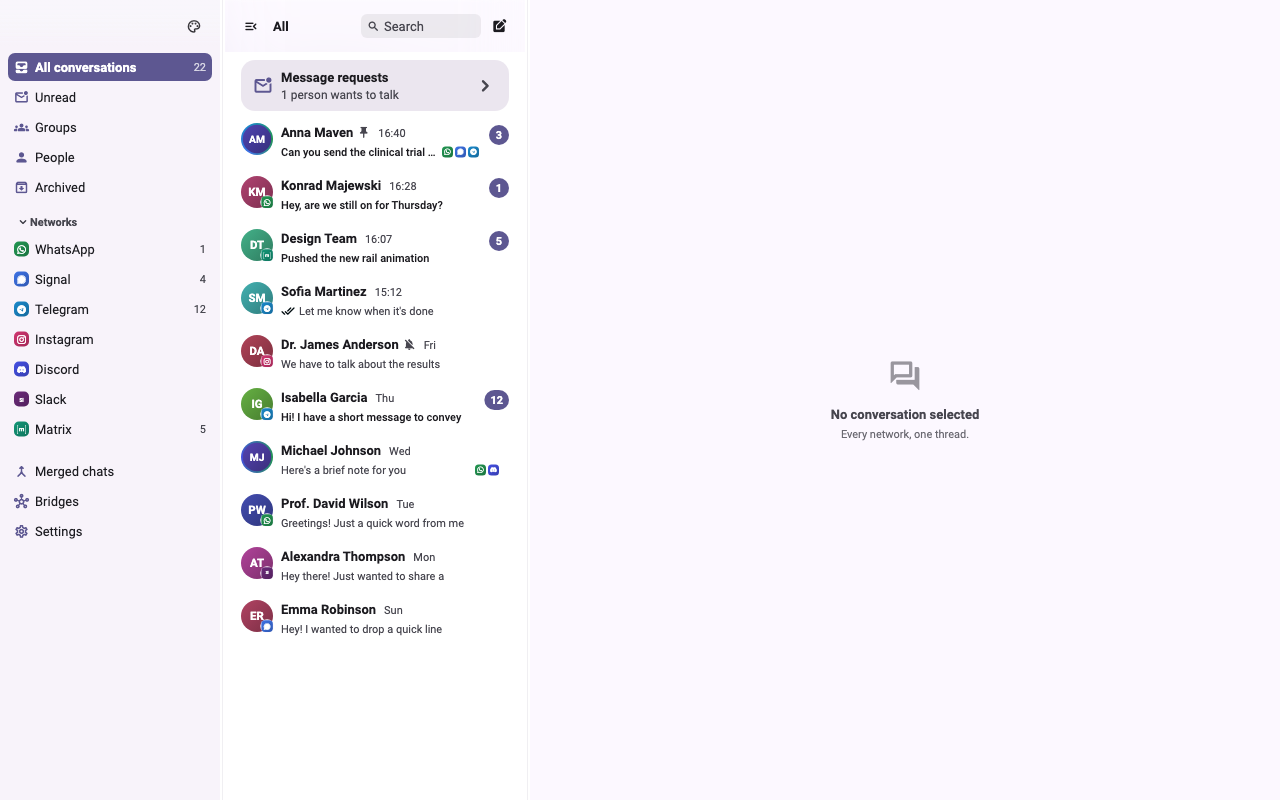 All
Search
All conversations 22
Unread
Groups
People
Archived
Networks
WhatsApp 1
Signal 4
Telegram 12
Instagram
Discord
Slack
Matrix 5
Merged chats
Bridges
Settings
Message requests
1 person wants to talk
AM Anna Maven 16:40 3
Can you send the clinical trial ...
KM Konrad Majewski 16:28 1
Hey, are we still on for Thursday?
DT Design Team 16:07 5
Pushed the new rail animation
SM Sofia Martinez 15:12
Let me know when it's done
DA Dr. James Anderson Fri
We have to talk about the results
IG Isabella Garcia Thu 12
Hi! I have a short message to convey
MJ Michael Johnson Wed
Here's a brief note for you
PW Prof. David Wilson Tue
Greetings! Just a quick word from me
AT Alexandra Thompson Mon
Hey there! Just wanted to share a
ER Emma Robinson Sun
Hey! I wanted to drop a quick line
No conversation selected
Every network, one thread.